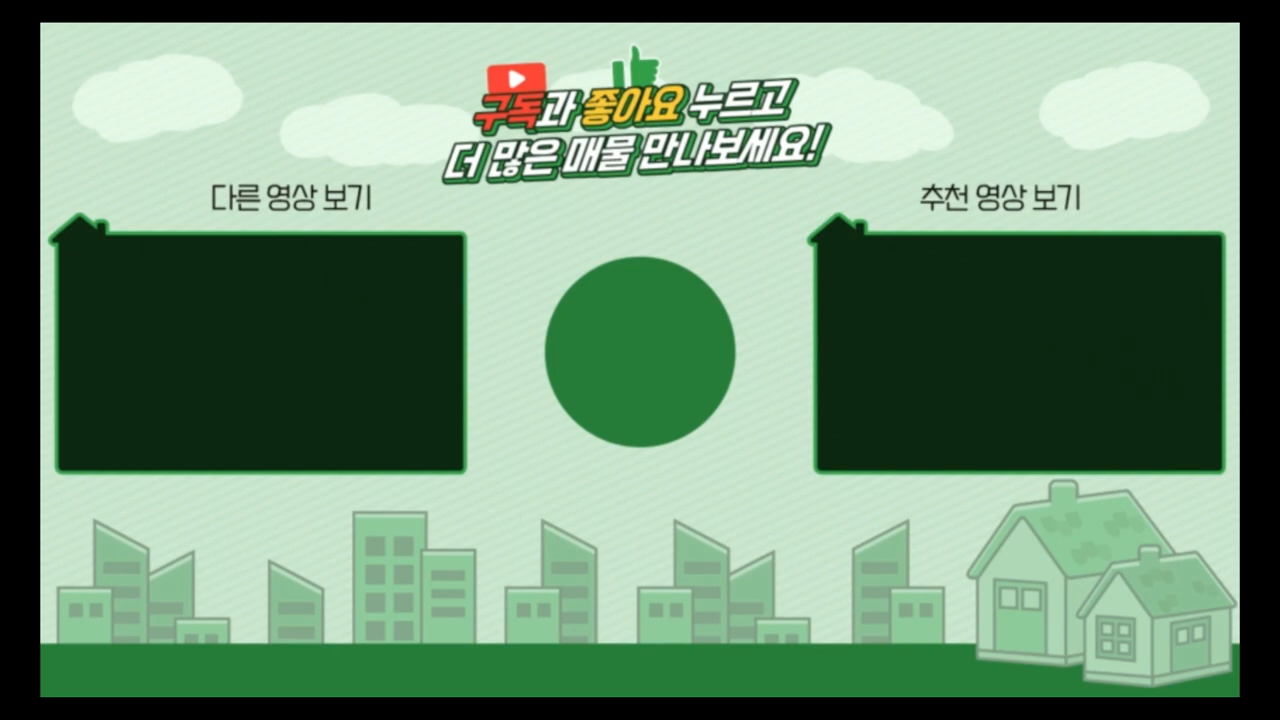 구독과 좋아요 누르고
더 많은 매물 만나보세요!
다른 영상 보기
추천 영상 보기